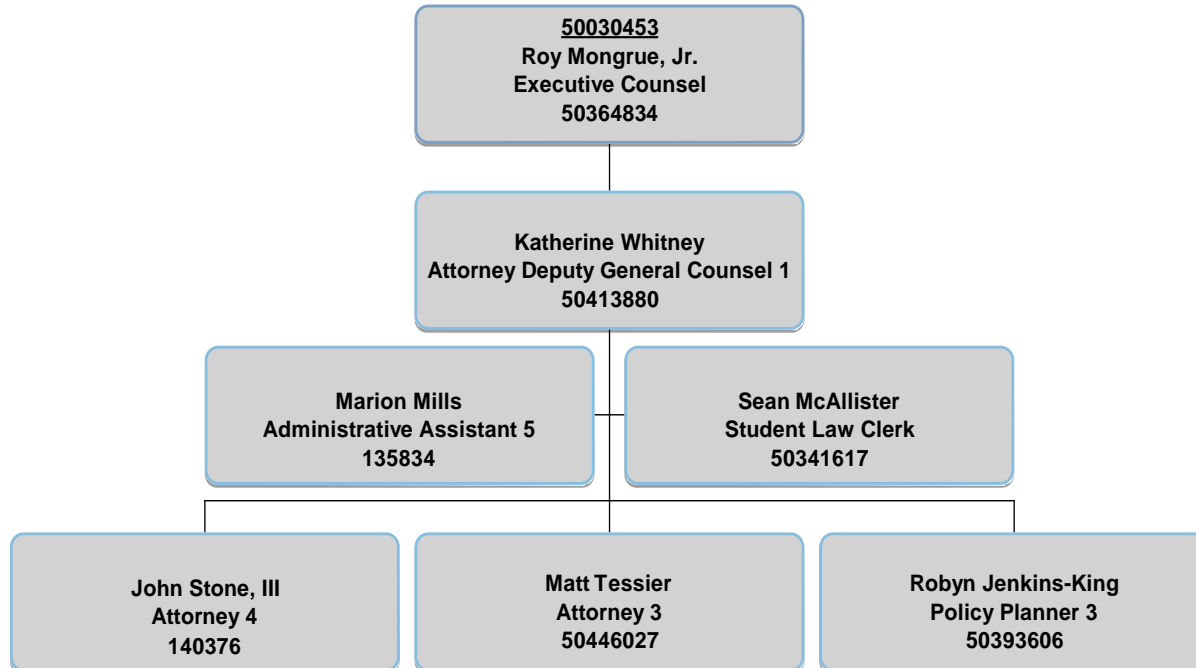 50030453
Roy Mongrue, Jr.
Executive Counsel
50364834
Katherine Whitney
Attorney Deputy General Counsel 1
50413880
Marion Mills
Administrative Assistant 5
135834
Sean McAllister
Student Law Clerk
50341617
John Stone, III
Attorney 4
140376
Matt Tessier
Attorney 3
50446027
Robyn Jenkins-King
Policy Planner 3
50393606